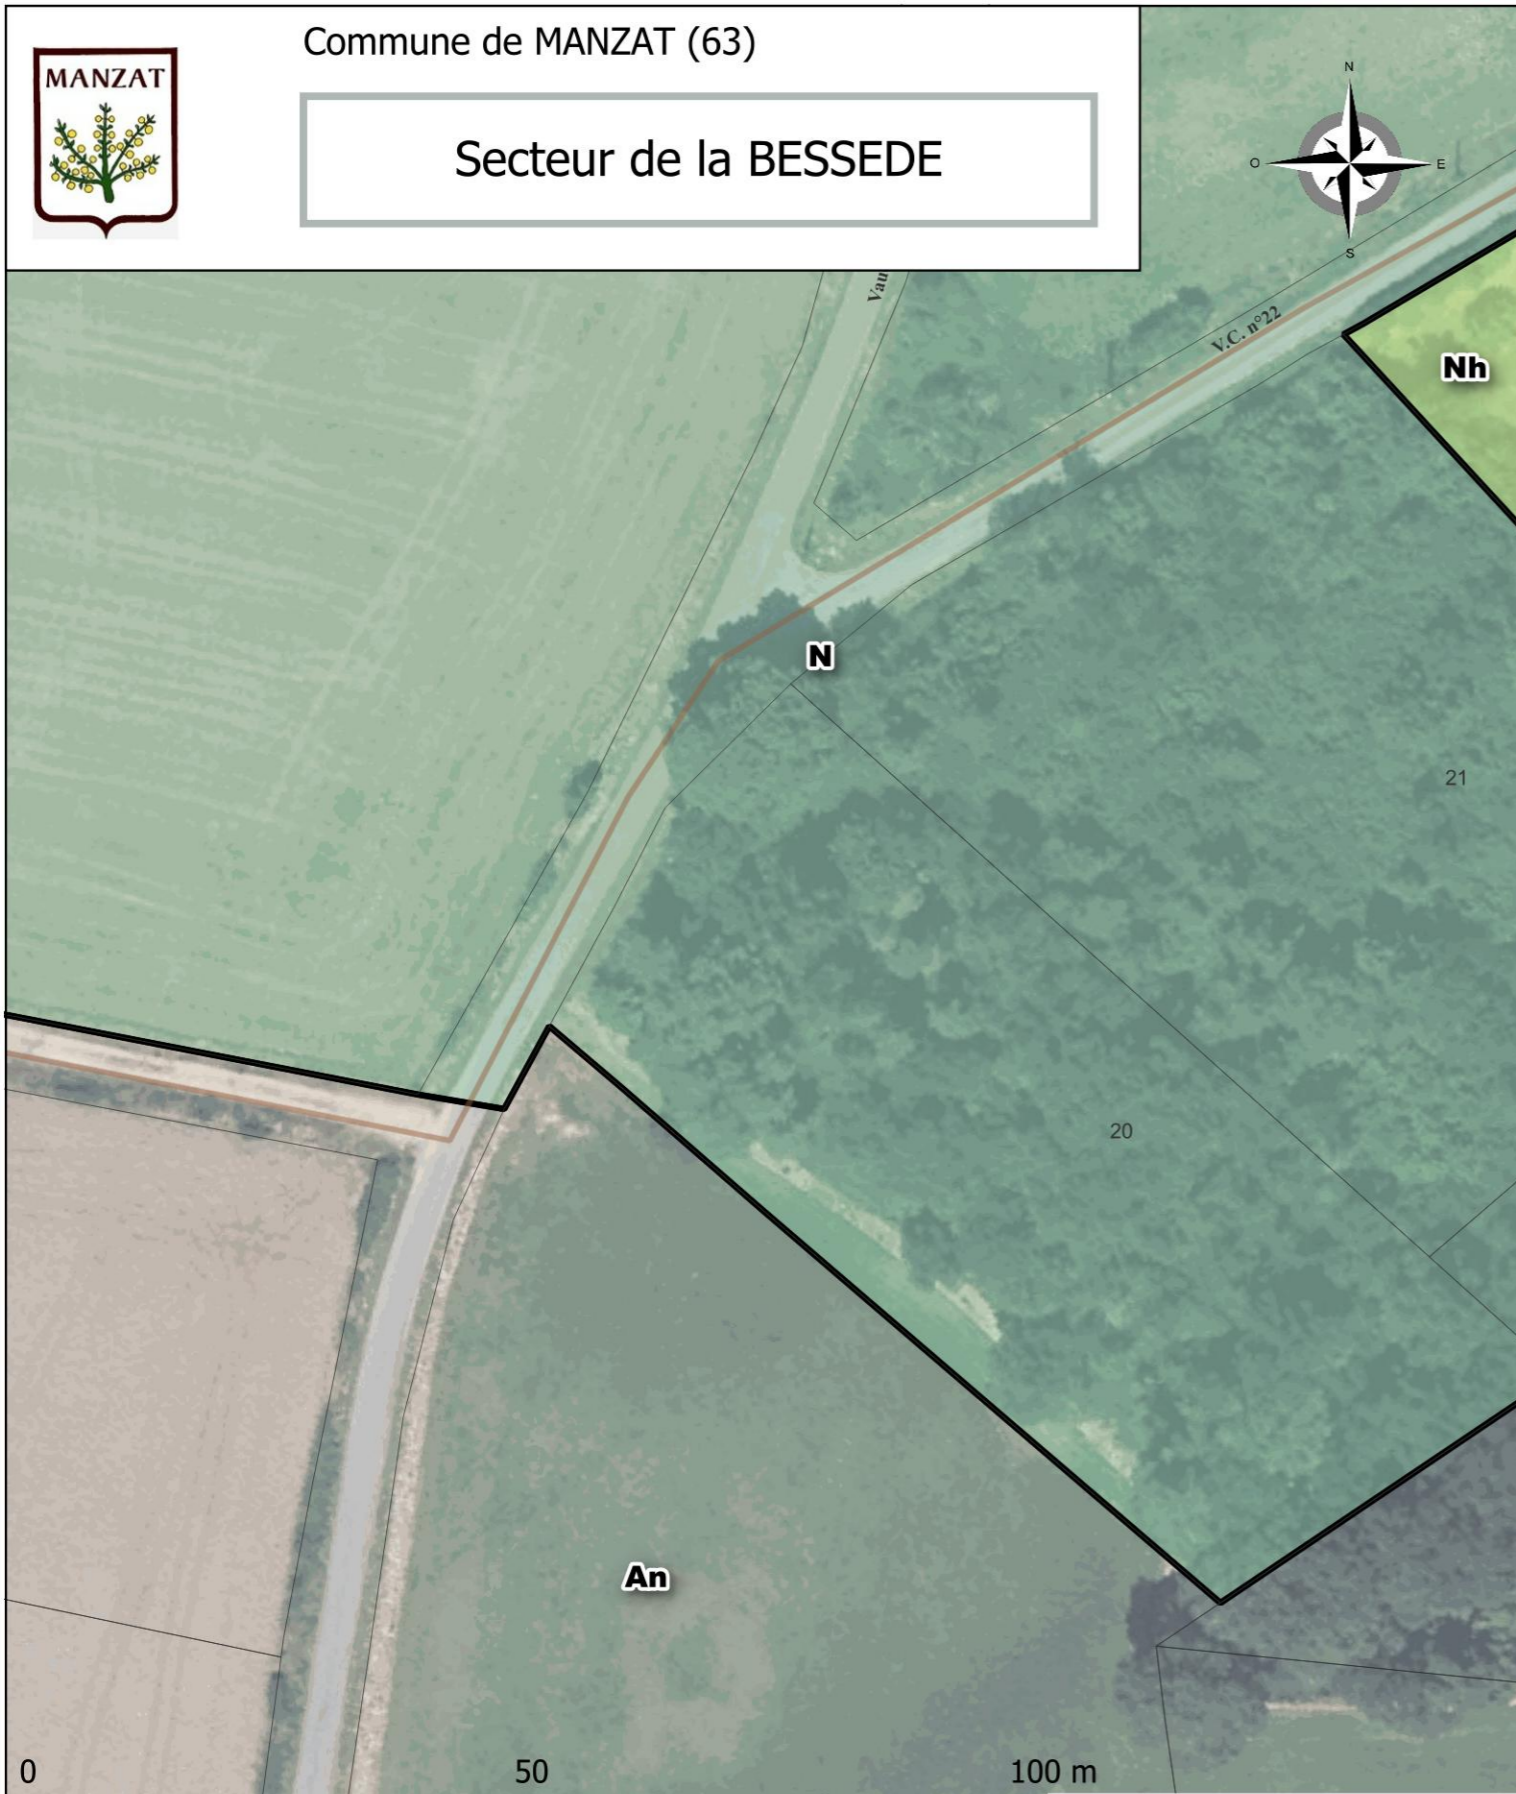 Commune de MANZAT (63)
MANZAT
Secteur de la BESSEDE
N
O
E
S
Vau
V.C. n°22
Nh
N
21
20
An
0
50
100 m